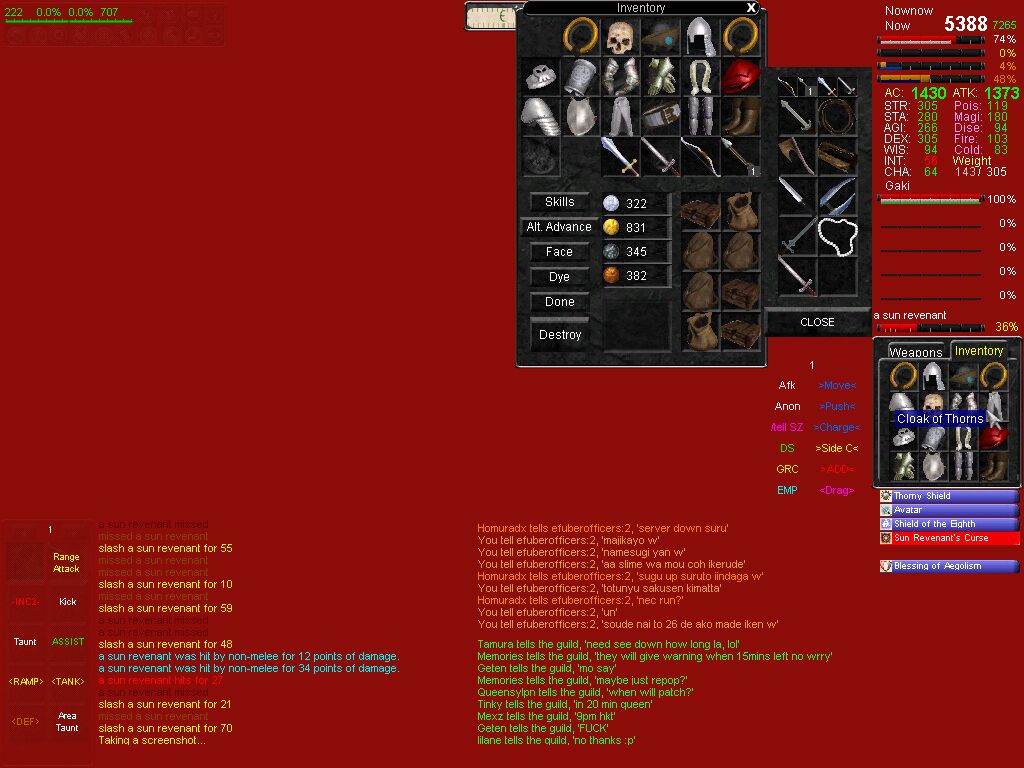 222 0.0% 0.0% 707
Inventory X
1
1
Skills 322
Alt. Advance 831
Face 345
Dye 382
Done
Destroy
CLOSE
Nownow
Now 5388 7265
74%
0%
4%
48%
AC: 1430 ATK: 1373
STR: 305 Pois: 119
STA: 280 Magi: 180
AGI: 266 Dise: 94
DEX: 305 Fire: 103
WIS: 94 Cold: 83
INT: 56 Weight
CHA: 64 143/ 305
Gaki
100%
0%
0%
0%
0%
a sun revenant
36%
Weapons Inventory
Cloak of Thorns
Thorny Shield
Avatar
Shield of the Eighth
Sun Revenant's Curse
Blessing of Aegolism
1
Afk >Move<
Anon >Push<
/tell SZ >Charge<
DS >Side C<
GRC >ADD<
EMP <Drag>
1
Range Attack
-INC2- Kick
Taunt ASSIST
<RAMP> <TANK>
<DEF> Area Taunt
a sun revenant missed
missed a sun revenant
slash a sun revenant for 55
missed a sun revenant
missed a sun revenant
slash a sun revenant for 10
missed a sun revenant
slash a sun revenant for 59
a sun revenant missed
a sun revenant missed
slash a sun revenant for 48
a sun revenant was hit by non-melee for 12 points of damage.
a sun revenant was hit by non-melee for 34 points of damage.
a sun revenant hits for 27
a sun revenant missed
slash a sun revenant for 21
missed a sun revenant
slash a sun revenant for 70
Taking a screenshot...
Homuradx tells efuberofficers:2, 'server down suru'
You tell efuberofficers:2, 'majikayo w'
You tell efuberofficers:2, 'namesugi yan w'
You tell efuberofficers:2, 'aa slime wa mou coh ikerude'
Homuradx tells efuberofficers:2, 'sugu up suruto iindaga w'
You tell efuberofficers:2, 'totunyu sakusen kimatta'
Homuradx tells efuberofficers:2, 'nec run?'
You tell efuberofficers:2, 'un'
You tell efuberofficers:2, 'soude nai to 26 de ako made iken w'
Tamura tells the guild, 'need see down how long la, lol'
Memories tells the guild, 'they will give warning when 15mins left no wrry'
Geten tells the guild, 'mo say'
Memories tells the guild, 'maybe just repop?'
Queensylpn tells the guild, 'when will patch?'
Tinky tells the guild, 'in 20 min queen'
Mexz tells the guild, '9pm hkt'
Geten tells the guild, 'FUCK'
lilane tells the guild, 'no thanks :p'